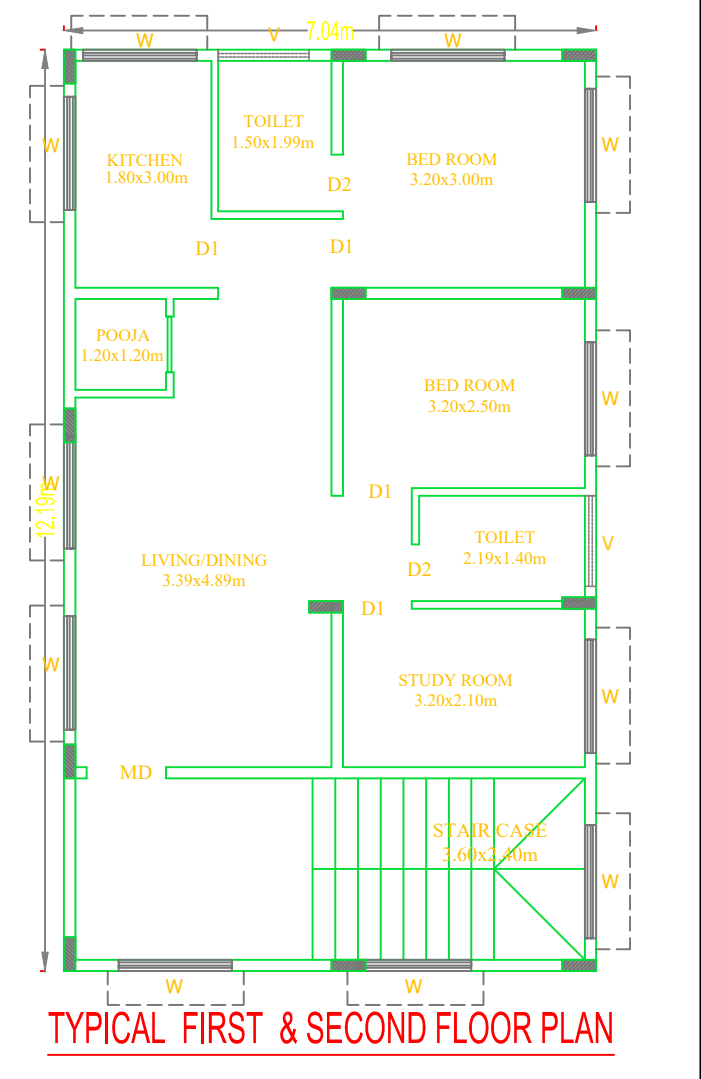 7.04m
W
V
W
TOILET
1.50x1.99m
W
KITCHEN
1.80x3.00m
BED ROOM
3.20x3.00m
W
D2
D1
D1
POOJA
1.20x1.20m
BED ROOM
3.20x2.50m
W
W
12.19m
D1
TOILET
2.19x1.40m
V
LIVING/DINING
3.39x4.89m
D2
D1
W
STUDY ROOM
3.20x2.10m
W
MD
STAIR CASE
3.60x2.40m
W
W
W
TYPICAL FIRST & SECOND FLOOR PLAN